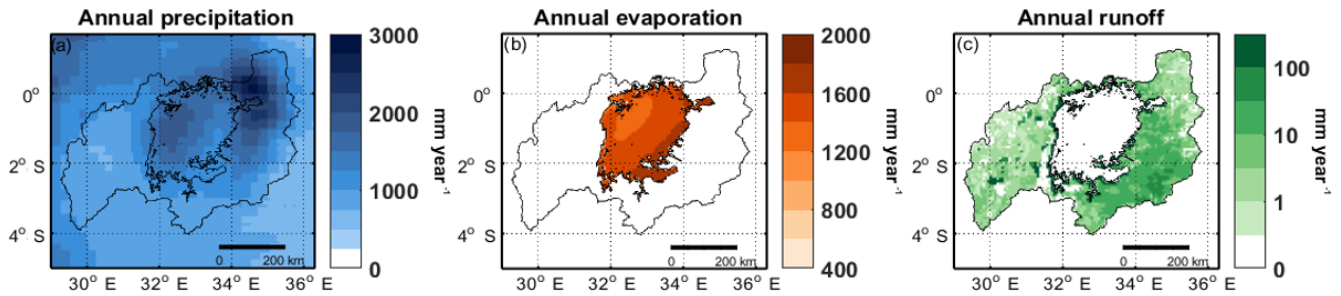 Annual precipitation
(a)
3000
2000
1000
0
mm year⁻¹
0°
2° S
4° S
30° E 32° E 34° E 36° E
0 200 km
Annual evaporation
(b)
2000
1600
1200
800
400
mm year⁻¹
0°
2° S
4° S
30° E 32° E 34° E 36° E
0 200 km
Annual runoff
(c)
100
10
1
0
mm year⁻¹
0°
2° S
4° S
30° E 32° E 34° E 36° E
0 200 km